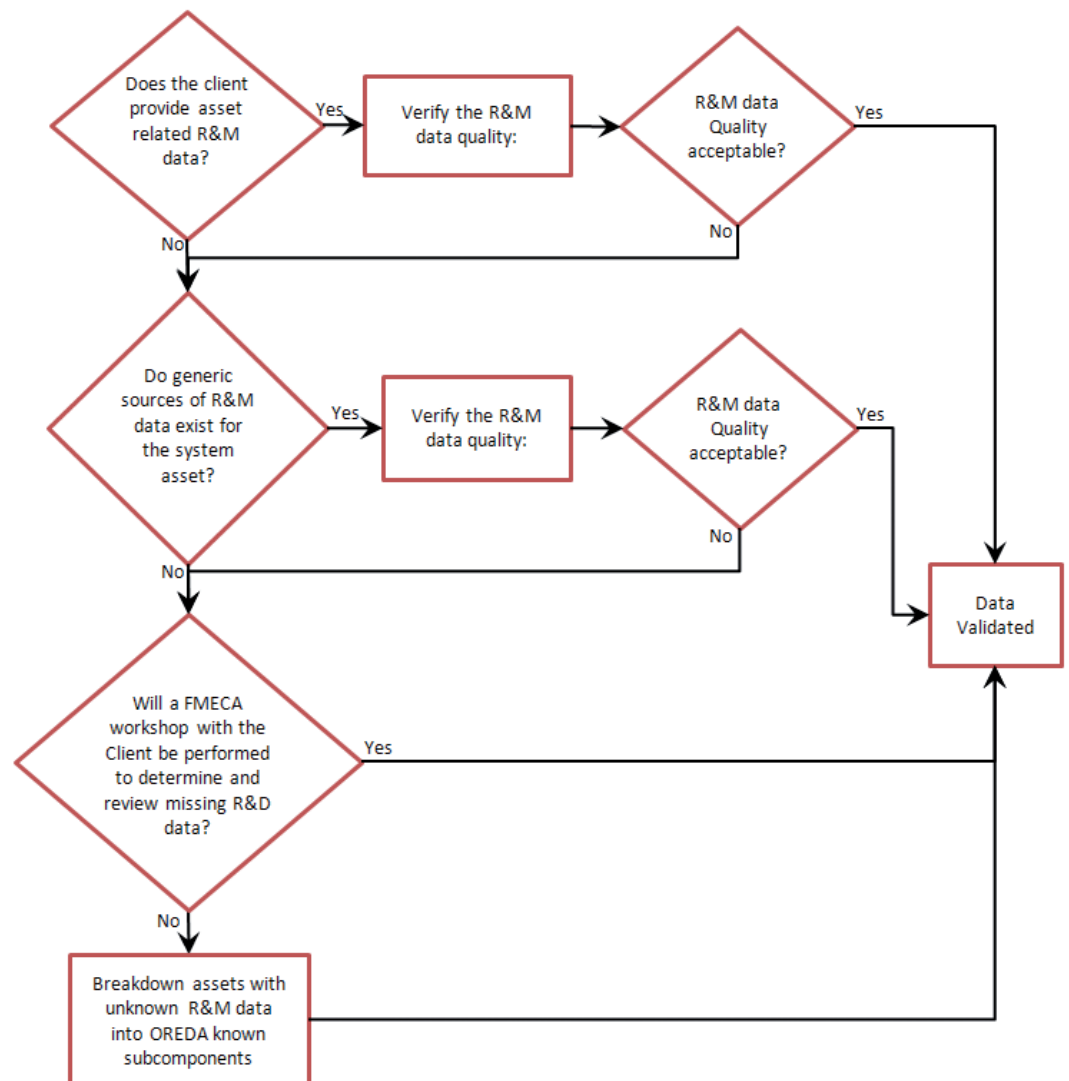 Does the client
provide asset
related R&M
data?
Yes
Verify the R&M
data quality:
R&M data
Quality
acceptable?
Yes
No
No
Do generic
sources of R&M
data exist for
the system
asset?
Yes
Verify the R&M
data quality:
R&M data
Quality
acceptable?
Yes
No
No
Data
Validated
Will a FMECA
workshop with the
Client be performed
to determine and
review missing R&D
data?
Yes
No
Breakdown assets with
unknown R&M data
into OREDA known
subcomponents